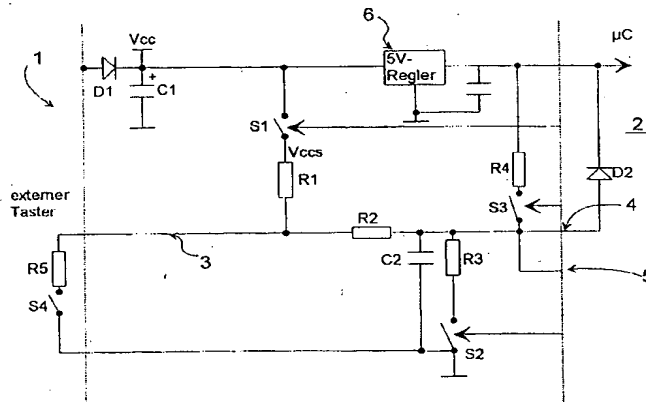 6
µC
1
Vcc
5V-
Regler
+
D1
C1
S1
2
Vccs
R4
D2
R1
externer
Taster
S3
4
R2
3
R5
C2
R3
5
S4
S2